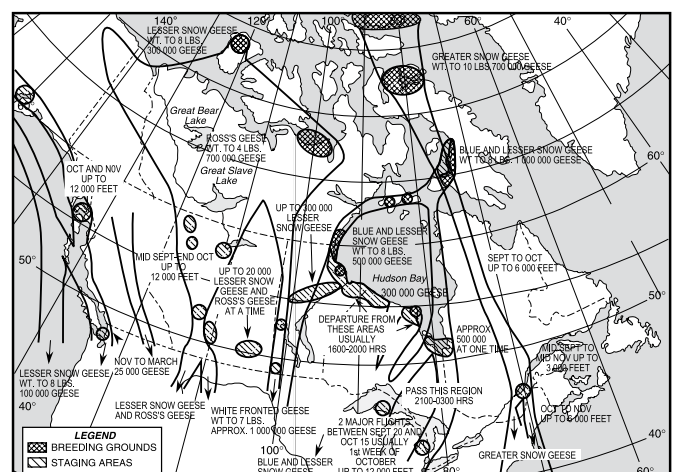 140°
120°
100°
80°
60°
40°
LESSER SNOW GEESE
WT. TO 8 LBS.
300 000 GEESE
GREATER SNOW GEESE
WT. TO 10 LBS. 700 000 GEESE
Great Bear
Lake
ROSS'S GEESE
WT. TO 4 LBS.
700 000 GEESE
Great Slave
Lake
BLUE AND LESSER SNOW GEESE
WT TO 8 LBS. 1 800 000 GEESE
60°
60°
OCT AND NOV
UP TO
12 000 FEET
UP TO 300 000
LESSER
SNOW GEESE
BLUE AND LESSER
SNOW GEESE
WT TO 8 LBS.
500 000 GEESE
Hudson Bay
300 000 GEESE
50°
MID SEPT-END OCT
UP TO
12 000 FEET
UP TO 20 000
LESSER SNOW
GEESE AND
ROSS'S GEESE
AT A TIME
SEPT TO OCT
UP TO 6 000 FEET
50°
DEPARTURE FROM
THESE AREAS
USUALLY
1600-2000 HRS
APPROX
500 000
AT ONE TIME
MID SEPT TO
MID NOV UP TO
3 000 FEET
NOV TO MARCH
25 000 GEESE
LESSER SNOW GEESE
WT. TO 8 LBS.
100 000 GEESE
PASS THIS REGION
2100-0300 HRS
40°
LESSER SNOW GEESE
AND ROSS'S GEESE
WHITE FRONTED GEESE
WT TO 7 LBS.
APPROX. 1 000 000 GEESE
OCT TO NOV
UP TO 6 000 FEET
2 MAJOR FLIGHTS
BETWEEN SEPT 20 AND
OCT 15 USUALLY
1st WEEK OF
OCTOBER
UP TO 12 000 FEET
40°
LEGEND
BREEDING GROUNDS
STAGING AREAS
100°
BLUE AND LESSER
SNOW GEESE
GREATER SNOW GEESE
80°
60°